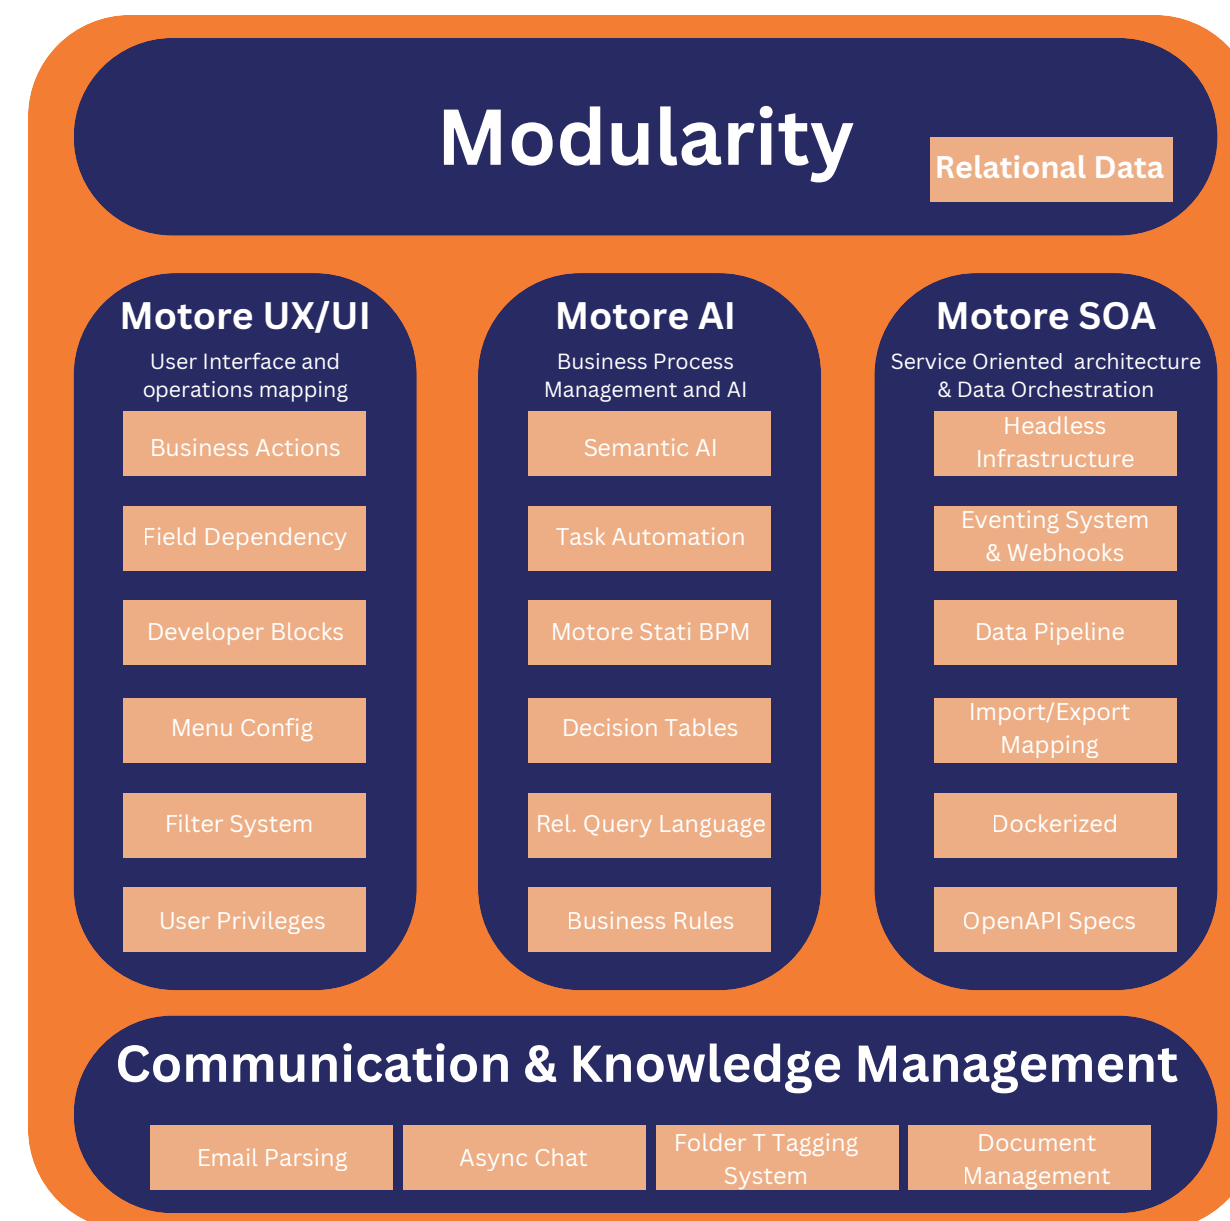 Modularity
Relational Data
Motore UX/UI
User Interface and
operations mapping
Business Actions
Field Dependency
Developer Blocks
Menu Config
Filter System
User Privileges
Motore AI
Business Process
Management and AI
Semantic AI
Task Automation
Motore Stati BPM
Decision Tables
Rel. Query Language
Business Rules
Motore SOA
Service Oriented architecture
& Data Orchestration
Headless
Infrastructure
Eventing System
& Webhooks
Data Pipeline
Import/Export
Mapping
Dockerized
OpenAPI Specs
Communication & Knowledge Management
Email Parsing
Async Chat
Folder T Tagging
System
Document
Management